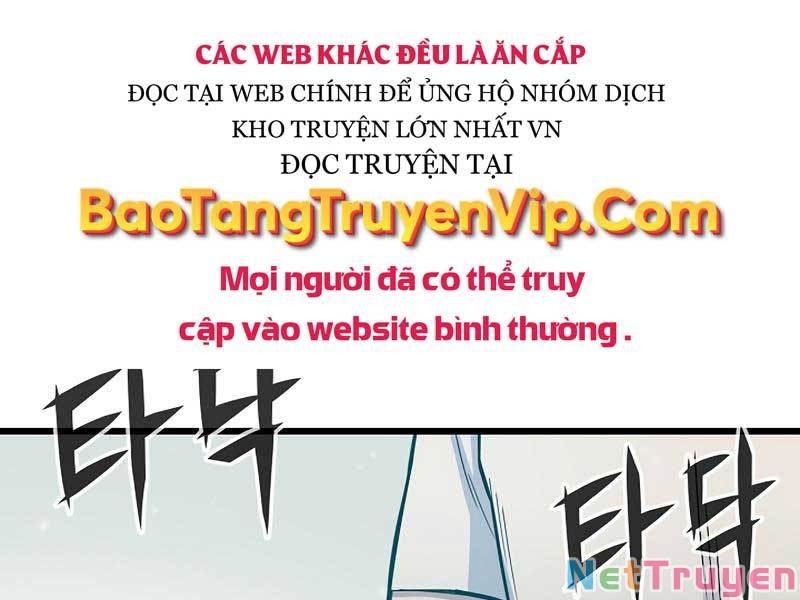 CÁC WEB KHÁC ĐỀU LÀ ĂN CẮP
ĐỌC TẠI WEB CHÍNH ĐỂ ỦNG HỘ NHÓM DỊCH
KHO TRUYỆN LỚN NHẤT VN
ĐỌC TRUYỆN TẠI
BaoTangTruyenVip.Com
Mọi người đã có thể truy
cập vào website bình thường .
타닥
타닥
NetTruyen